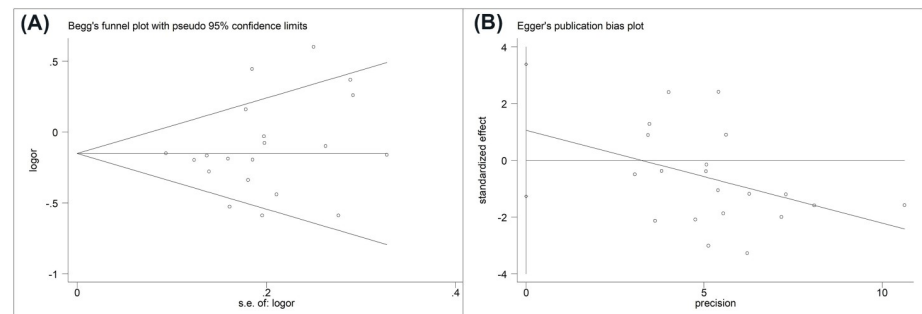 (A)
Begg's funnel plot with pseudo 95% confidence limits
.5
0
-.5
-1
logor
0
.2
.4
s.e. of: logor
(B)
Egger's publication bias plot
4
2
0
-2
-4
standardized effect
0
5
10
precision